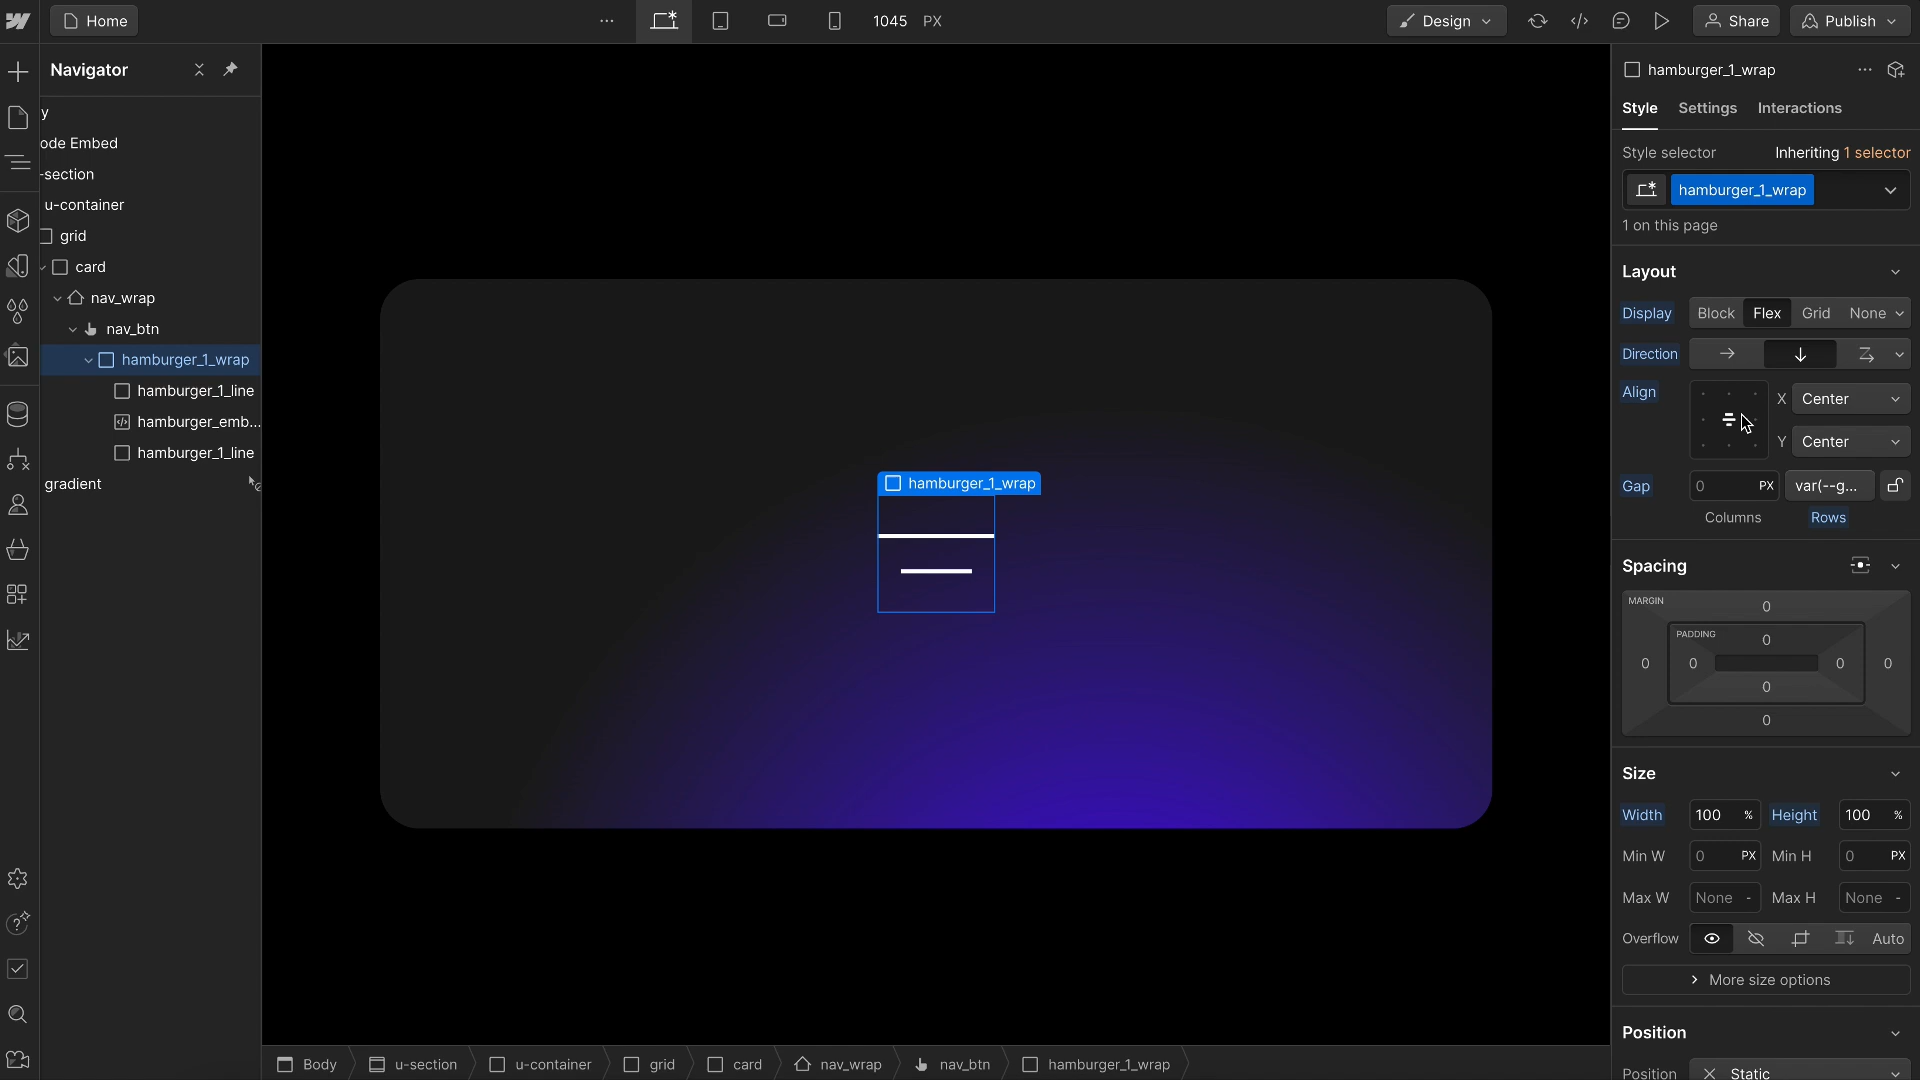 Home
1045 PX
Design
Share
Publish
Navigator
y
ode Embed
-section
u-container
grid
card
nav_wrap
nav_btn
hamburger_1_wrap
hamburger_1_line
hamburger_emb...
hamburger_1_line
gradient
hamburger_1_wrap
hamburger_1_wrap
Style Settings Interactions
Style selector Inheriting 1 selector
hamburger_1_wrap
1 on this page
Layout
Display Block Flex Grid None
Direction
Align X Center
Y Center
Gap 0 PX var(--g...
Columns Rows
Spacing
MARGIN 0
PADDING 0
0 0 0 0
0
0
Size
Width 100 % Height 100 %
Min W 0 PX Min H 0 PX
Max W None - Max H None -
Overflow Auto
More size options
Position
Position Static
Body u-section u-container grid card nav_wrap nav_btn hamburger_1_wrap